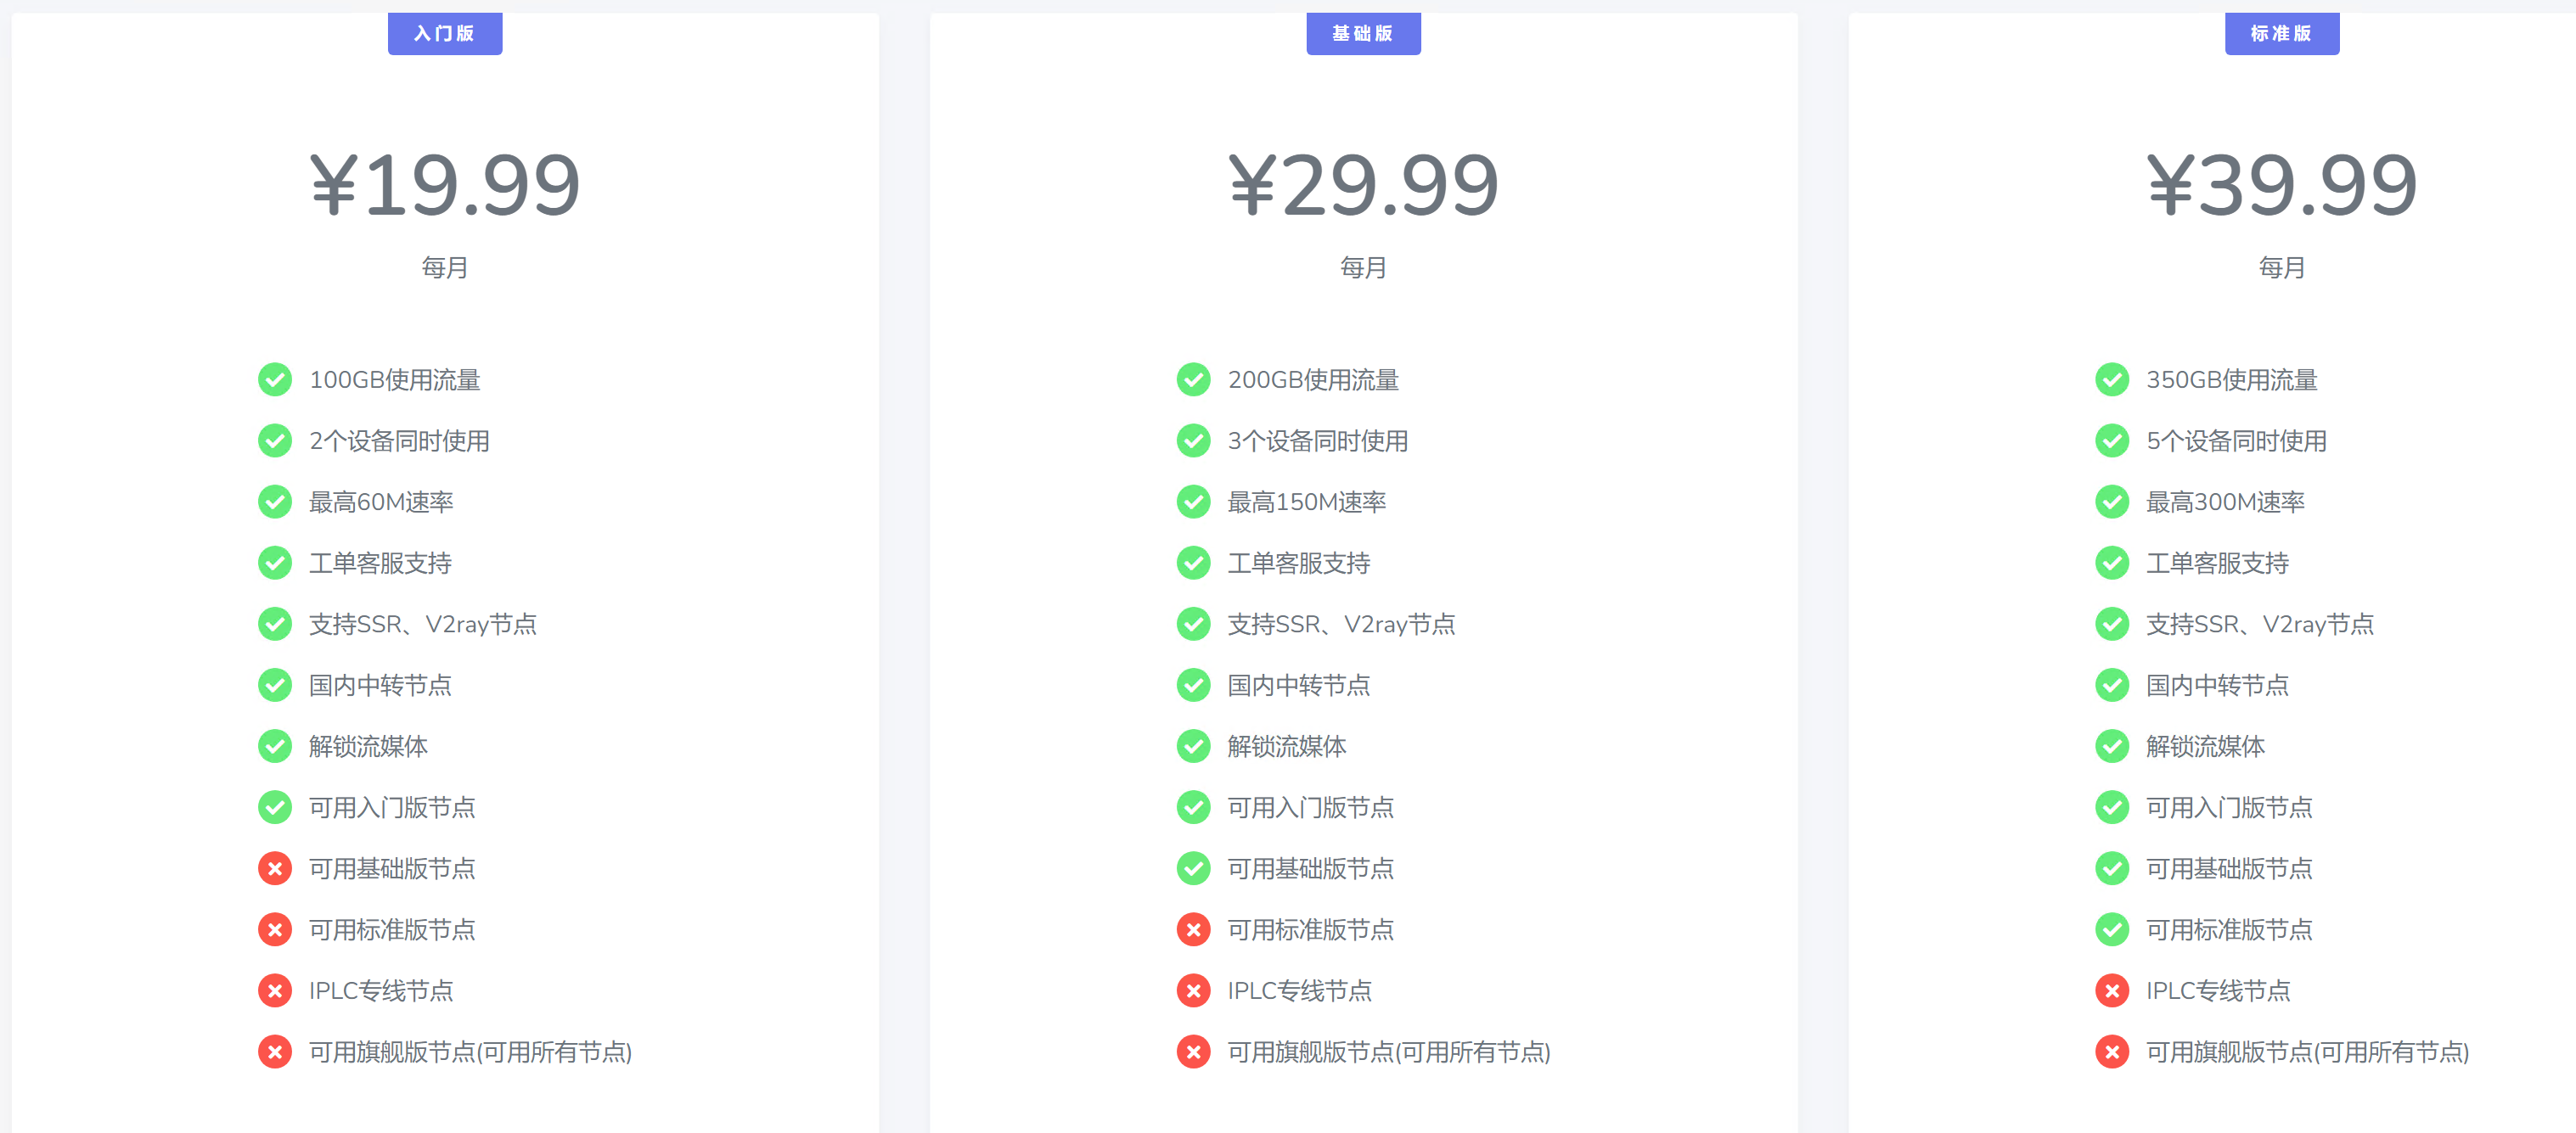 入门版
¥19.99
每月
100GB使用流量
2个设备同时使用
最高60M速率
工单客服支持
支持SSR、V2ray节点
国内中转节点
解锁流媒体
可用入门版节点
可用基础版节点
可用标准版节点
IPLC专线节点
可用旗舰版节点(可用所有节点)
基础版
¥29.99
每月
200GB使用流量
3个设备同时使用
最高150M速率
工单客服支持
支持SSR、V2ray节点
国内中转节点
解锁流媒体
可用入门版节点
可用基础版节点
可用标准版节点
IPLC专线节点
可用旗舰版节点(可用所有节点)
标准版
¥39.99
每月
350GB使用流量
5个设备同时使用
最高300M速率
工单客服支持
支持SSR、V2ray节点
国内中转节点
解锁流媒体
可用入门版节点
可用基础版节点
可用标准版节点
IPLC专线节点
可用旗舰版节点(可用所有节点)